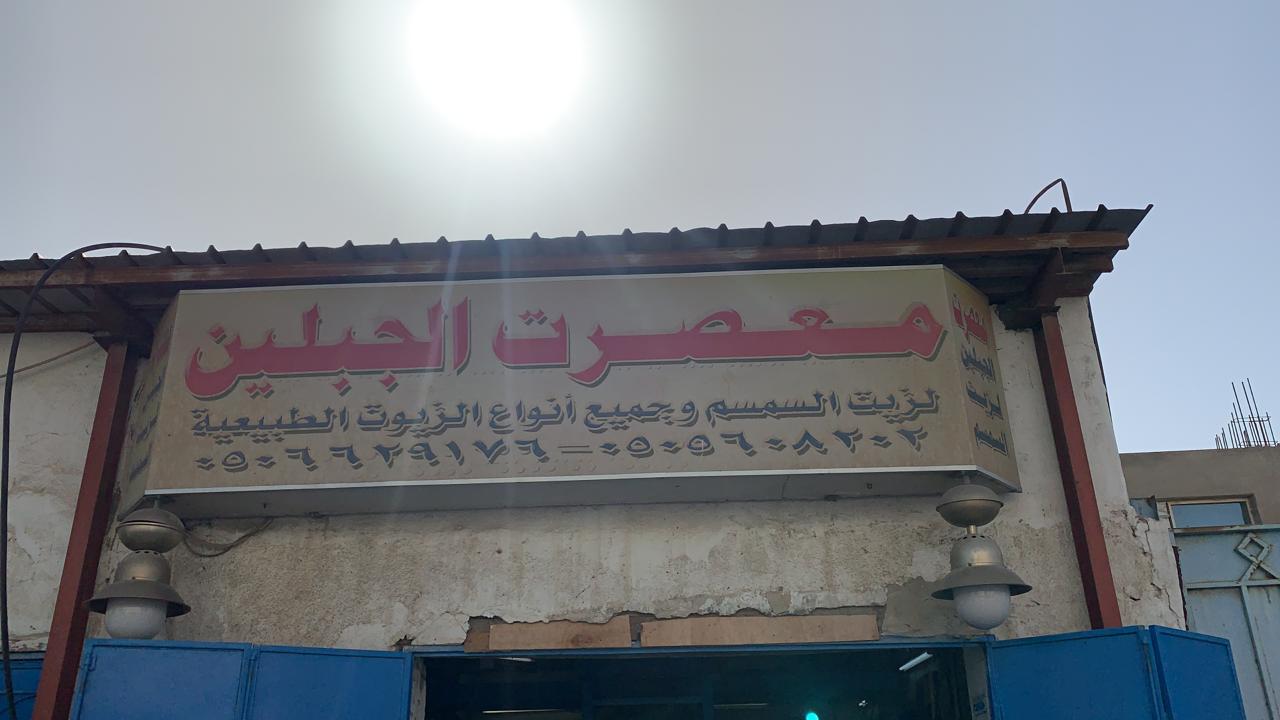 معصرت الجبلين
لزيت السمسم وجميع أنواع الزيوت الطبيعية
٠٥٠٦٦٢٩١٧٦ = ٠٥٠٥٦٠٨٢٠٢